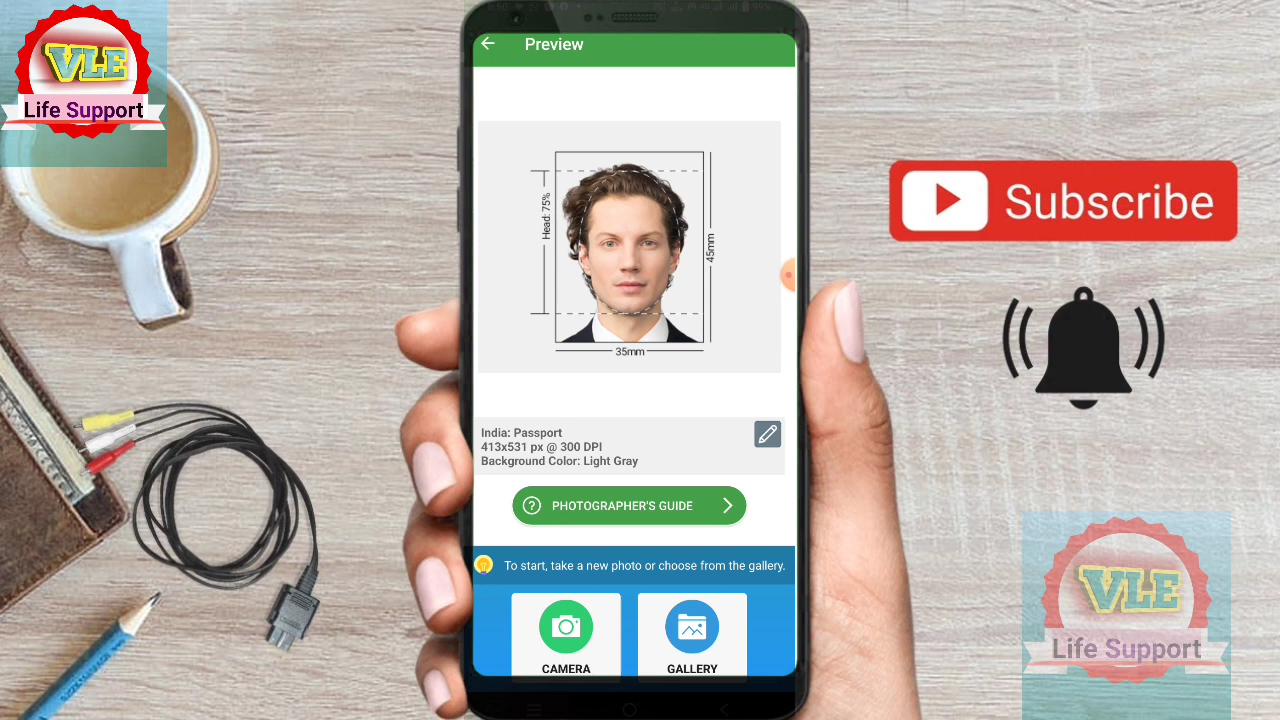 VLE
Life Support
Preview
Head: 75%
45mm
35mm
India: Passport
413x531 px @ 300 DPI
Background Color: Light Gray
PHOTOGRAPHER'S GUIDE
To start, take a new photo or choose from the gallery.
CAMERA
GALLERY
Subscribe
VLE
Life Support